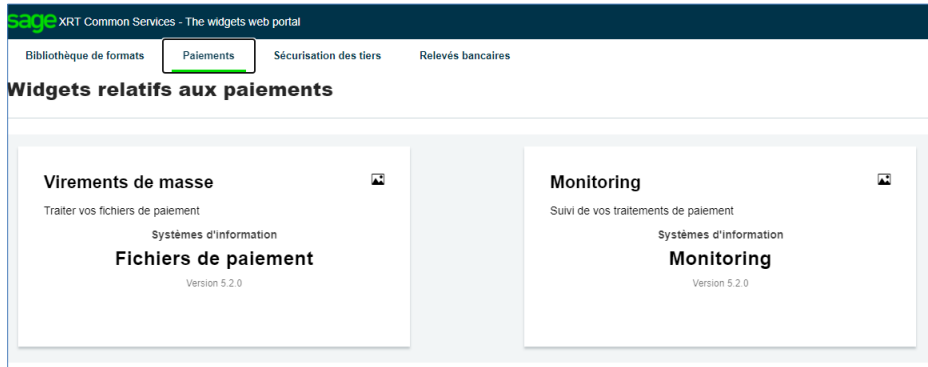 sage XRT Common Services - The widgets web portal
Bibliothèque de formats Paiements Sécurisation des tiers Relevés bancaires
Widgets relatifs aux paiements
Virements de masse
Traiter vos fichiers de paiement
Systèmes d'information
Fichiers de paiement
Version 5.2.0
Monitoring
Suivi de vos traitements de paiement
Systèmes d'information
Monitoring
Version 5.2.0